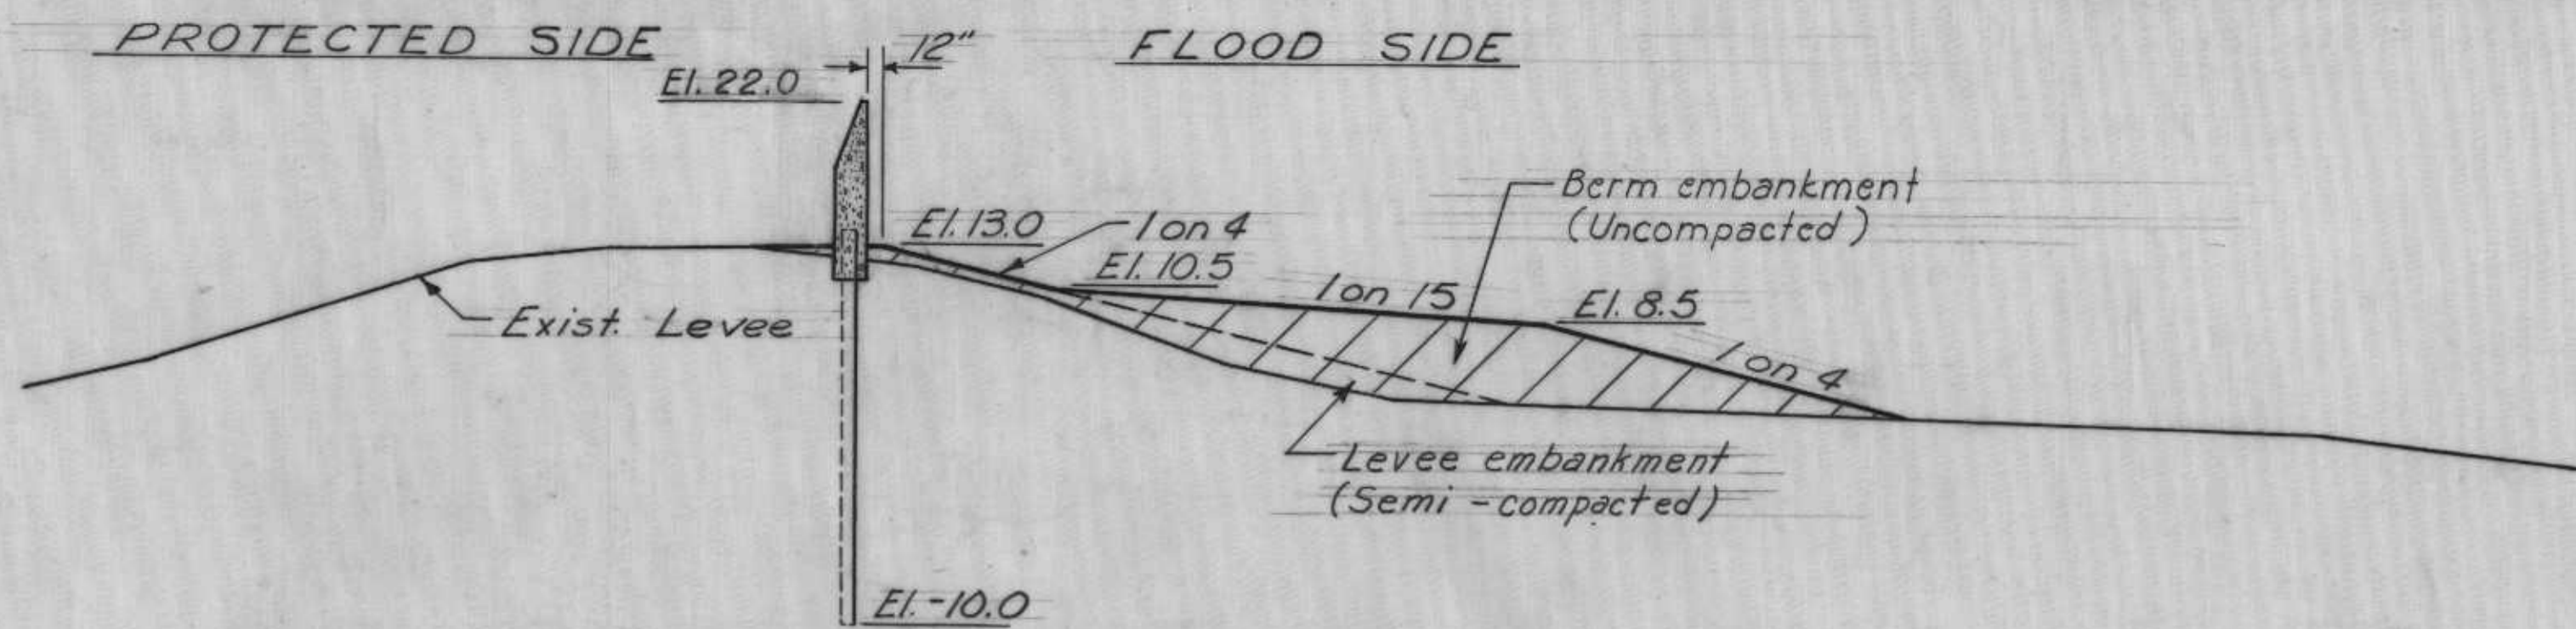 PROTECTED SIDE
12"
FLOOD SIDE
El. 22.0
Berm embankment
(Uncompacted)
El. 13.0
1 on 4
El. 10.5
1 on 15
El. 8.5
Exist. Levee
1 on 4
Levee embankment
(Semi-compacted)
El. -10.0